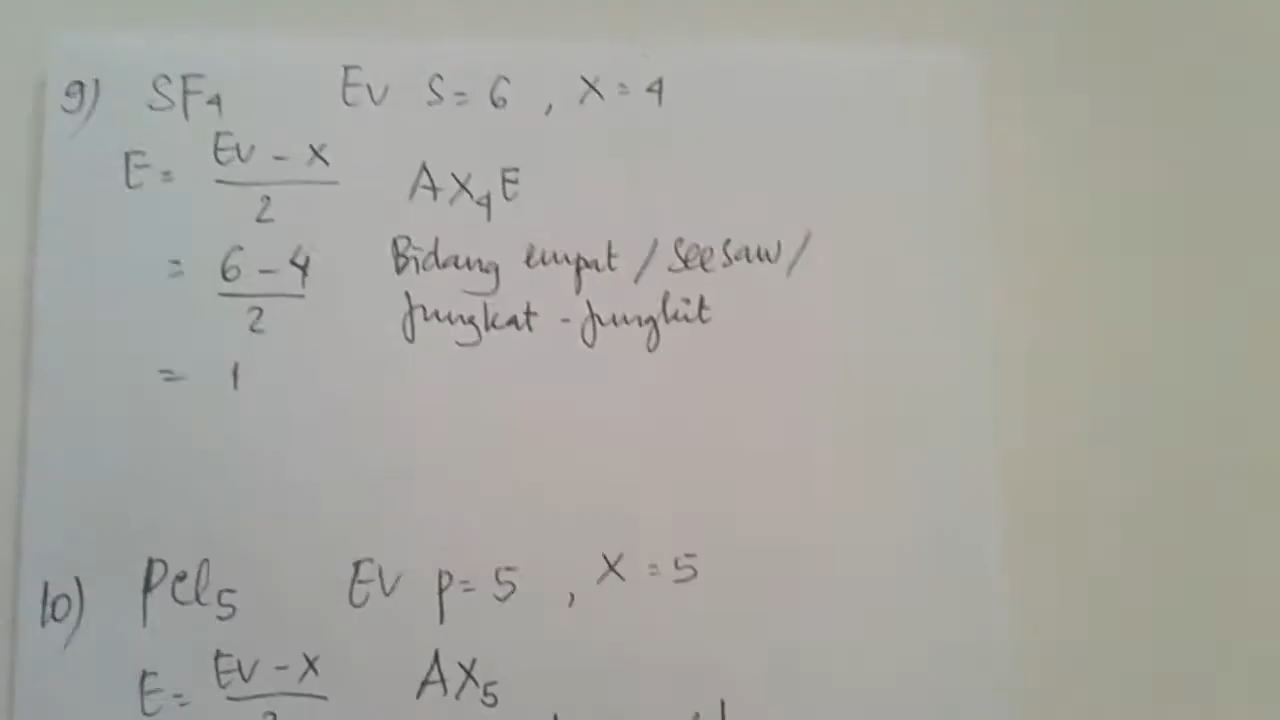 9) SF4 Ev S = 6 , X = 4
E = Ev - X / 2 AX4E
= 6 - 4 / 2 Bidang empat / Seesaw /
Jungkat - Jungkit
= 1
10) PCl5 Ev P = 5 , X = 5
E = Ev - X AX5